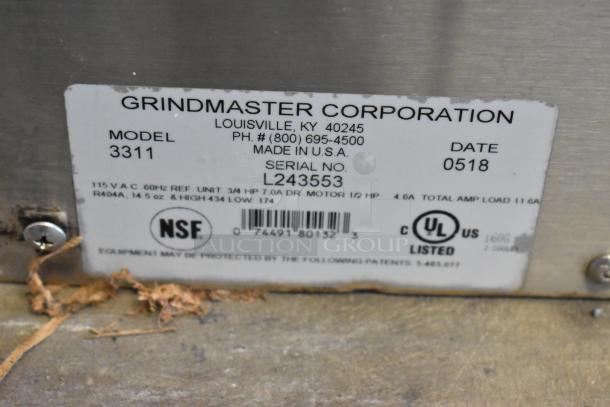 GRINDMASTER CORPORATION
LOUISVILLE, KY 40245
MODEL PH. # (800) 695-4500 DATE
3311 MADE IN U.S.A. 0518
SERIAL NO.
L243553
115 V A C 60Hz REF. UNIT 3/4 HP 7.0A DR. MOTOR 1/2 HP 4.6A TOTAL AMP LOAD 11.6A
R404A, 14.5 oz. & HIGH 434 LOW 174
NSF
0 74491 80132 3
C UL US
LISTED
160G
AUCTION GROUP
EQUIPMENT MAY BE PROTECTED BY THE FOLLOWING PATENTS: 5,463,877